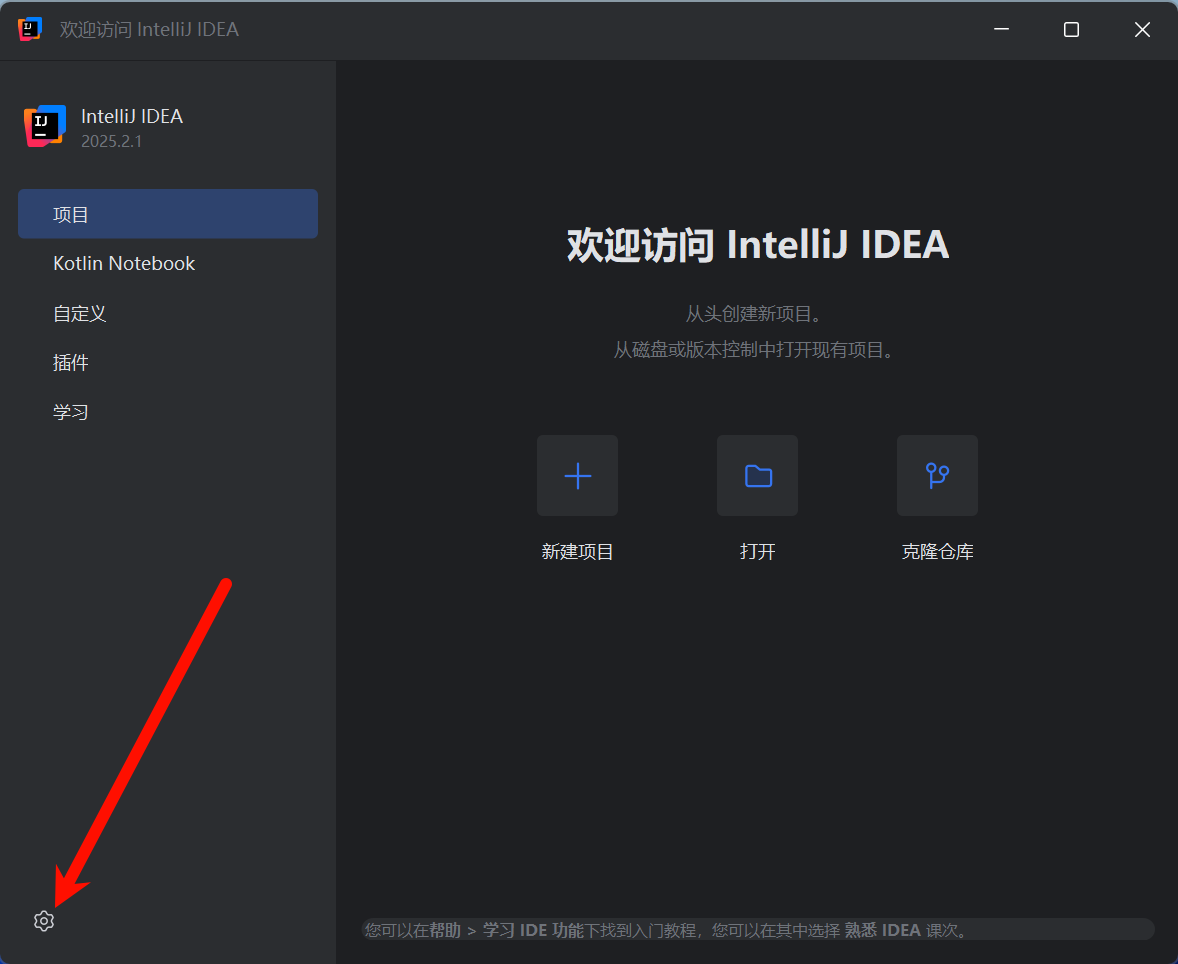 欢迎访问 IntelliJ IDEA
IJ
IntelliJ IDEA
2025.2.1
项目
Kotlin Notebook
自定义
插件
学习
欢迎访问 IntelliJ IDEA
从头创建新项目。
从磁盘或版本控制中打开现有项目。
新建项目
打开
克隆仓库
您可以在帮助 > 学习 IDE 功能下找到入门教程，您可以在其中选择 熟悉 IDEA 课次。